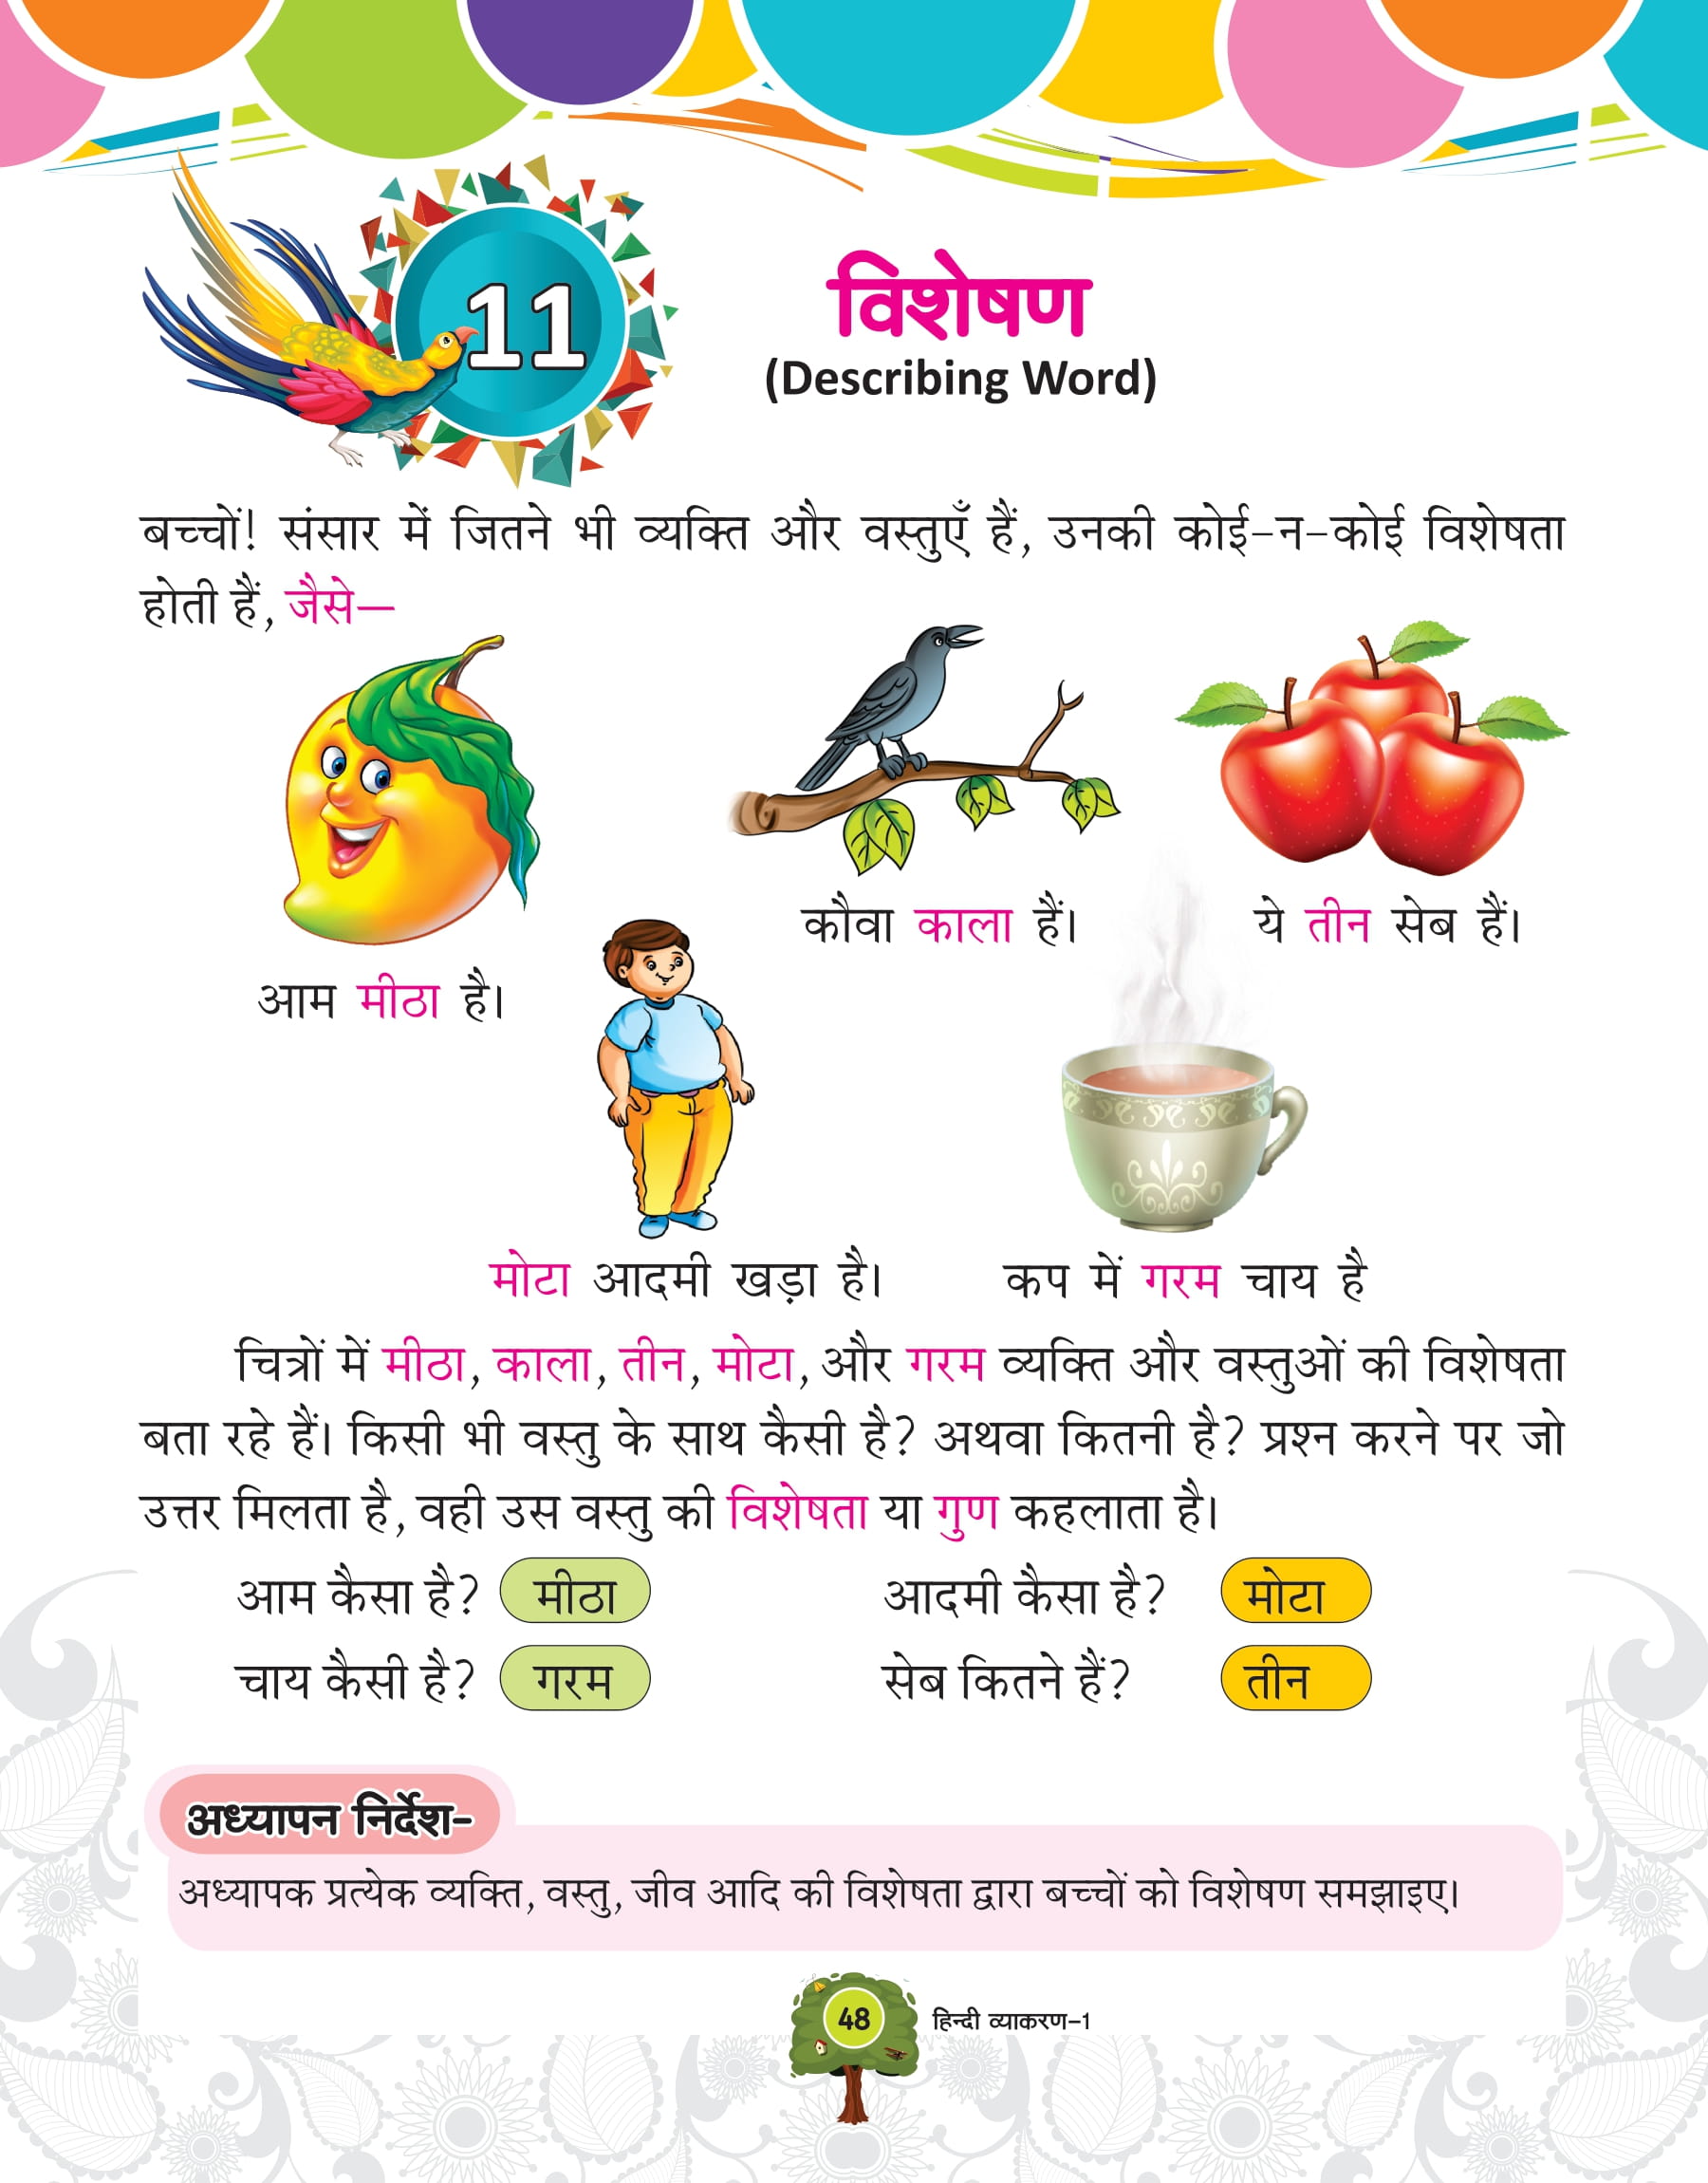 11
विशेषण
(Describing Word)
बच्चों! संसार में जितने भी व्यक्ति और वस्तुएँ हैं, उनकी कोई-न-कोई विशेषता
होती हैं, जैसे—
कौवा काला हैं।
ये तीन सेब हैं।
आम मीठा है।
मोटा आदमी खड़ा है।
कप में गरम चाय है
चित्रों में मीठा, काला, तीन, मोटा, और गरम व्यक्ति और वस्तुओं की विशेषता
बता रहे हैं। किसी भी वस्तु के साथ कैसी है? अथवा कितनी है? प्रश्न करने पर जो
उत्तर मिलता है, वही उस वस्तु की विशेषता या गुण कहलाता है।
आम कैसा है? मीठा आदमी कैसा है? मोटा
चाय कैसी है? गरम सेब कितने हैं? तीन
अध्यापन निर्देश-
अध्यापक प्रत्येक व्यक्ति, वस्तु, जीव आदि की विशेषता द्वारा बच्चों को विशेषण समझाइए।
48 हिन्दी व्याकरण-1